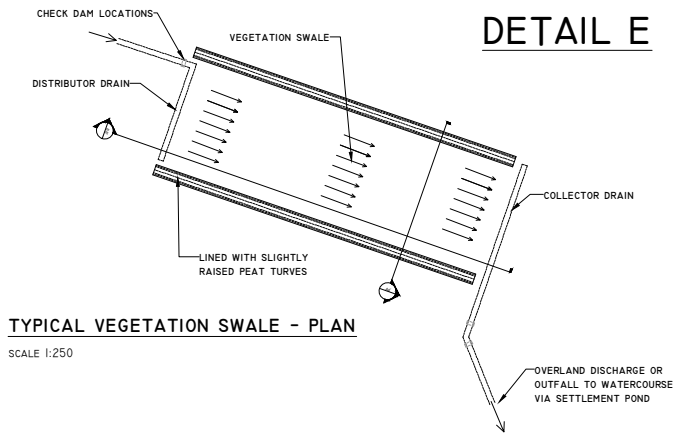 CHECK DAM LOCATIONS
DETAIL E
VEGETATION SWALE
DISTRIBUTOR DRAIN
COLLECTOR DRAIN
LINED WITH SLIGHTLY
RAISED PEAT TURVES
TYPICAL VEGETATION SWALE - PLAN
SCALE 1:250
OVERLAND DISCHARGE OR
OUTFALL TO WATERCOURSE
VIA SETTLEMENT POND